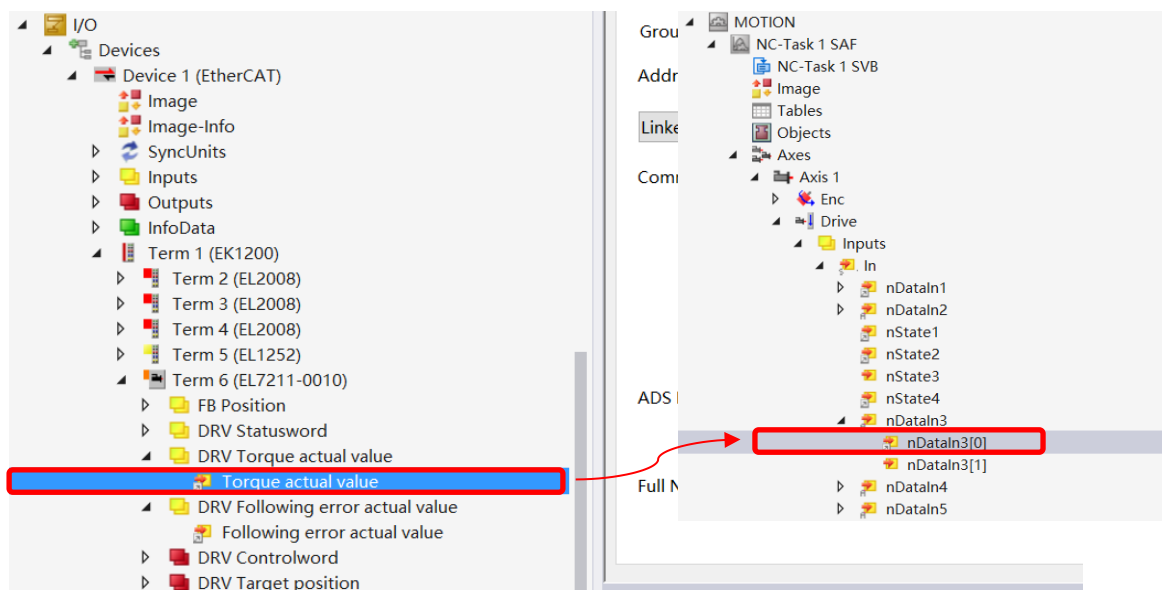 I/O
Devices
Device 1 (EtherCAT)
Image
Image-Info
SyncUnits
Inputs
Outputs
InfoData
Term 1 (EK1200)
Term 2 (EL2008)
Term 3 (EL2008)
Term 4 (EL2008)
Term 5 (EL1252)
Term 6 (EL7211-0010)
FB Position
DRV Statusword
DRV Torque actual value
Torque actual value
DRV Following error actual value
Following error actual value
DRV Controlword
DRV Target position
Grou
Addr
Linke
Comm
ADS
Full N
MOTION
NC-Task 1 SAF
NC-Task 1 SVB
Image
Tables
Objects
Axes
Axis 1
Enc
Drive
Inputs
In
nDataIn1
nDataIn2
nState1
nState2
nState3
nState4
nDataIn3
nDataIn3[0]
nDataIn3[1]
nDataIn4
nDataIn5